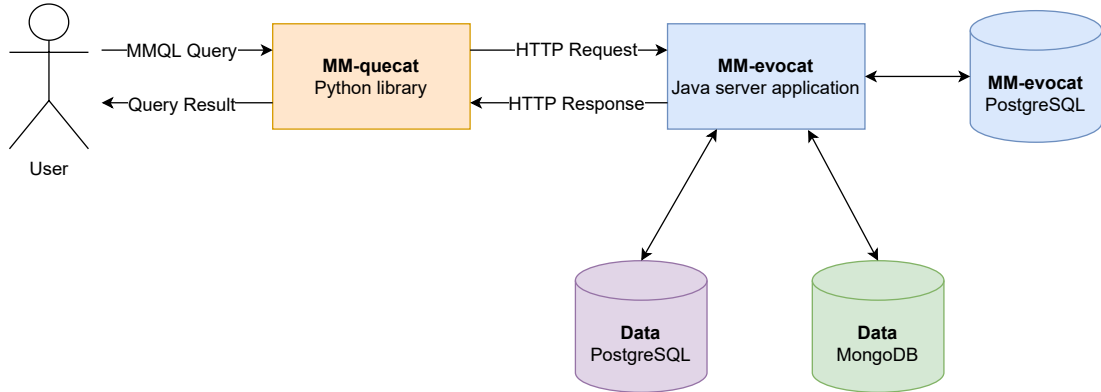 MMQL Query
Query Result
User
MM-quecat
Python library
HTTP Request
HTTP Response
MM-evocat
Java server application
MM-evocat
PostgreSQL
Data
PostgreSQL
Data
MongoDB